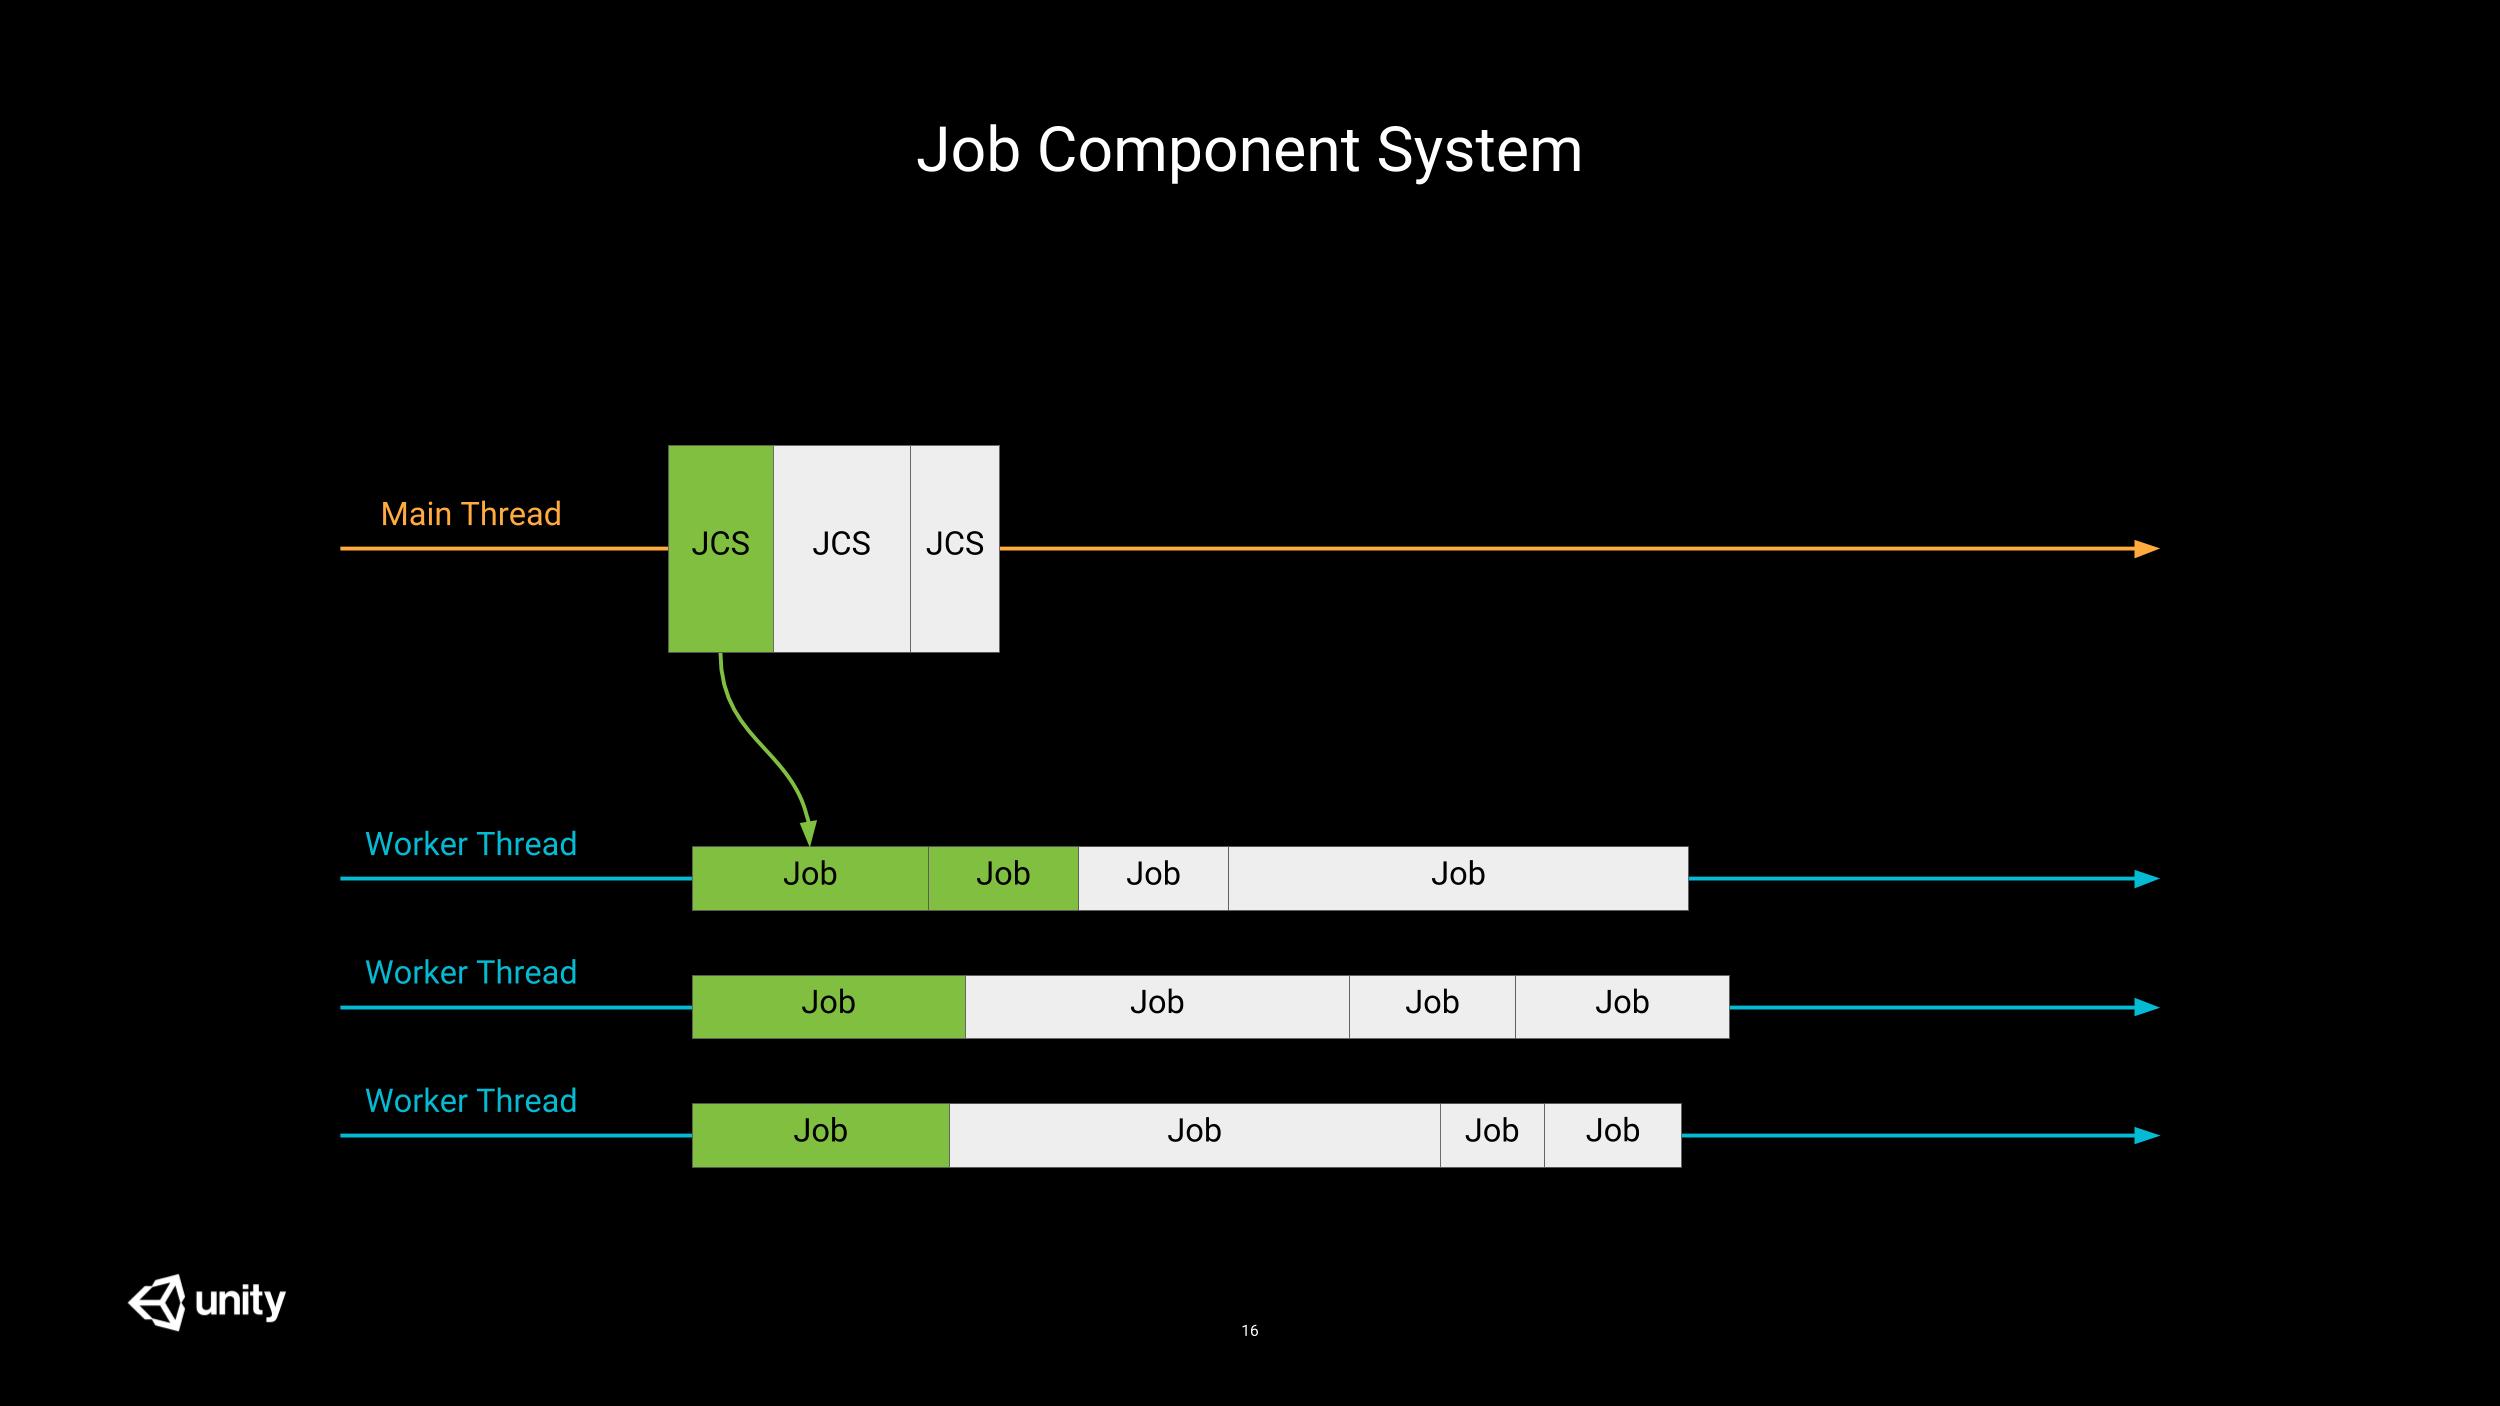 Job Component System
Main Thread
JCS JCS JCS
Worker Thread
Job Job Job Job
Worker Thread
Job Job Job Job
Worker Thread
Job Job Job Job
unity
16